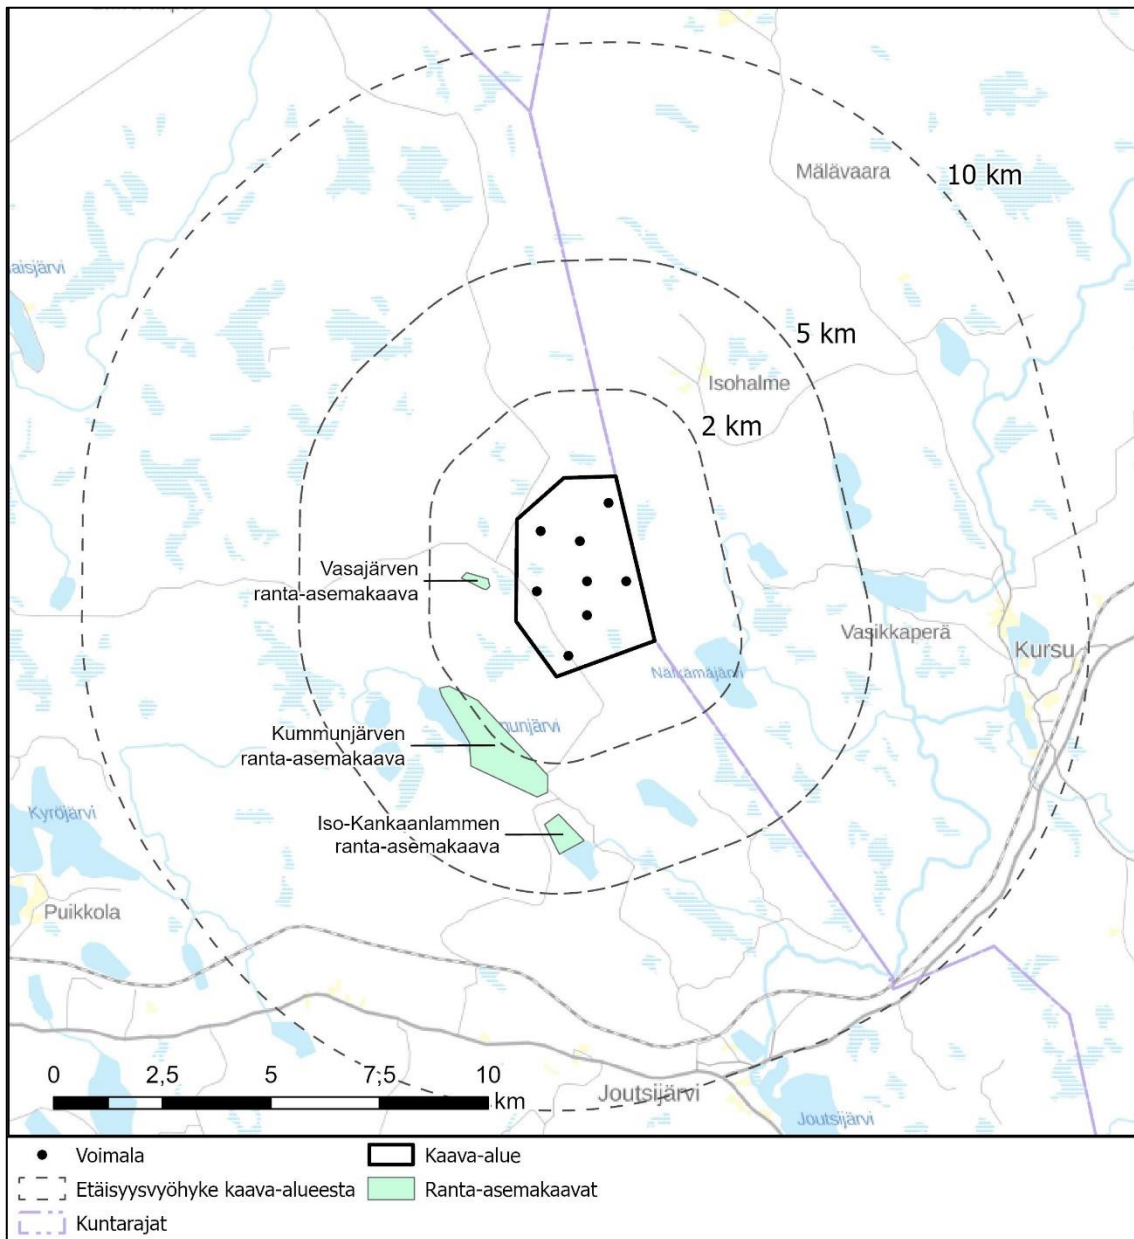 Mälävaara
10 km
aisjärvi
5 km
Isohalme
2 km
Vasajärven
ranta-asemakaava
Vasikkaperä
Kursu
Kummunjärven
ranta-asemakaava
munjärvi
Kyröjärvi
Iso-Kankaanlammen
ranta-asemakaava
Puikkola
0 2,5 5 7,5 10
km
Joutsijärvi
Joutsijärvi
Voimala
Kaava-alue
Etäisyysvyöhyke kaava-alueesta
Ranta-asemakaavat
Kuntarajat